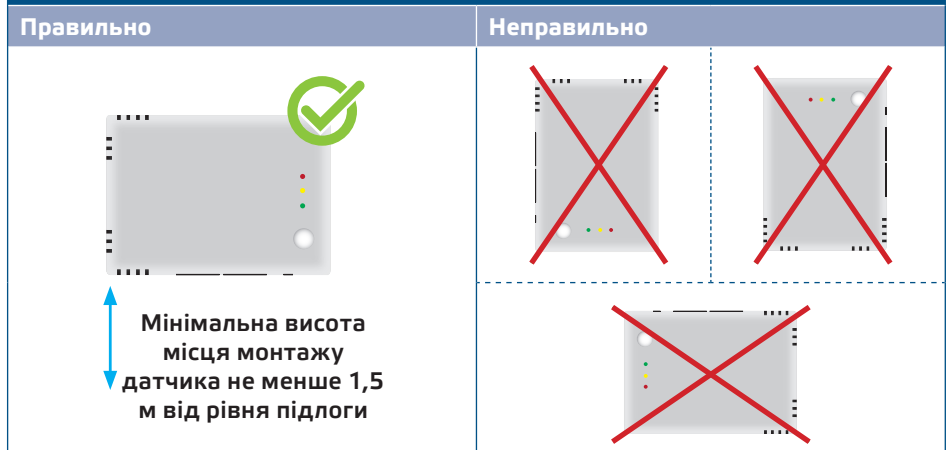 Правильно
Неправильно
Мінімальна висота
місця монтажу
датчика не менше 1,5
м від рівня підлоги